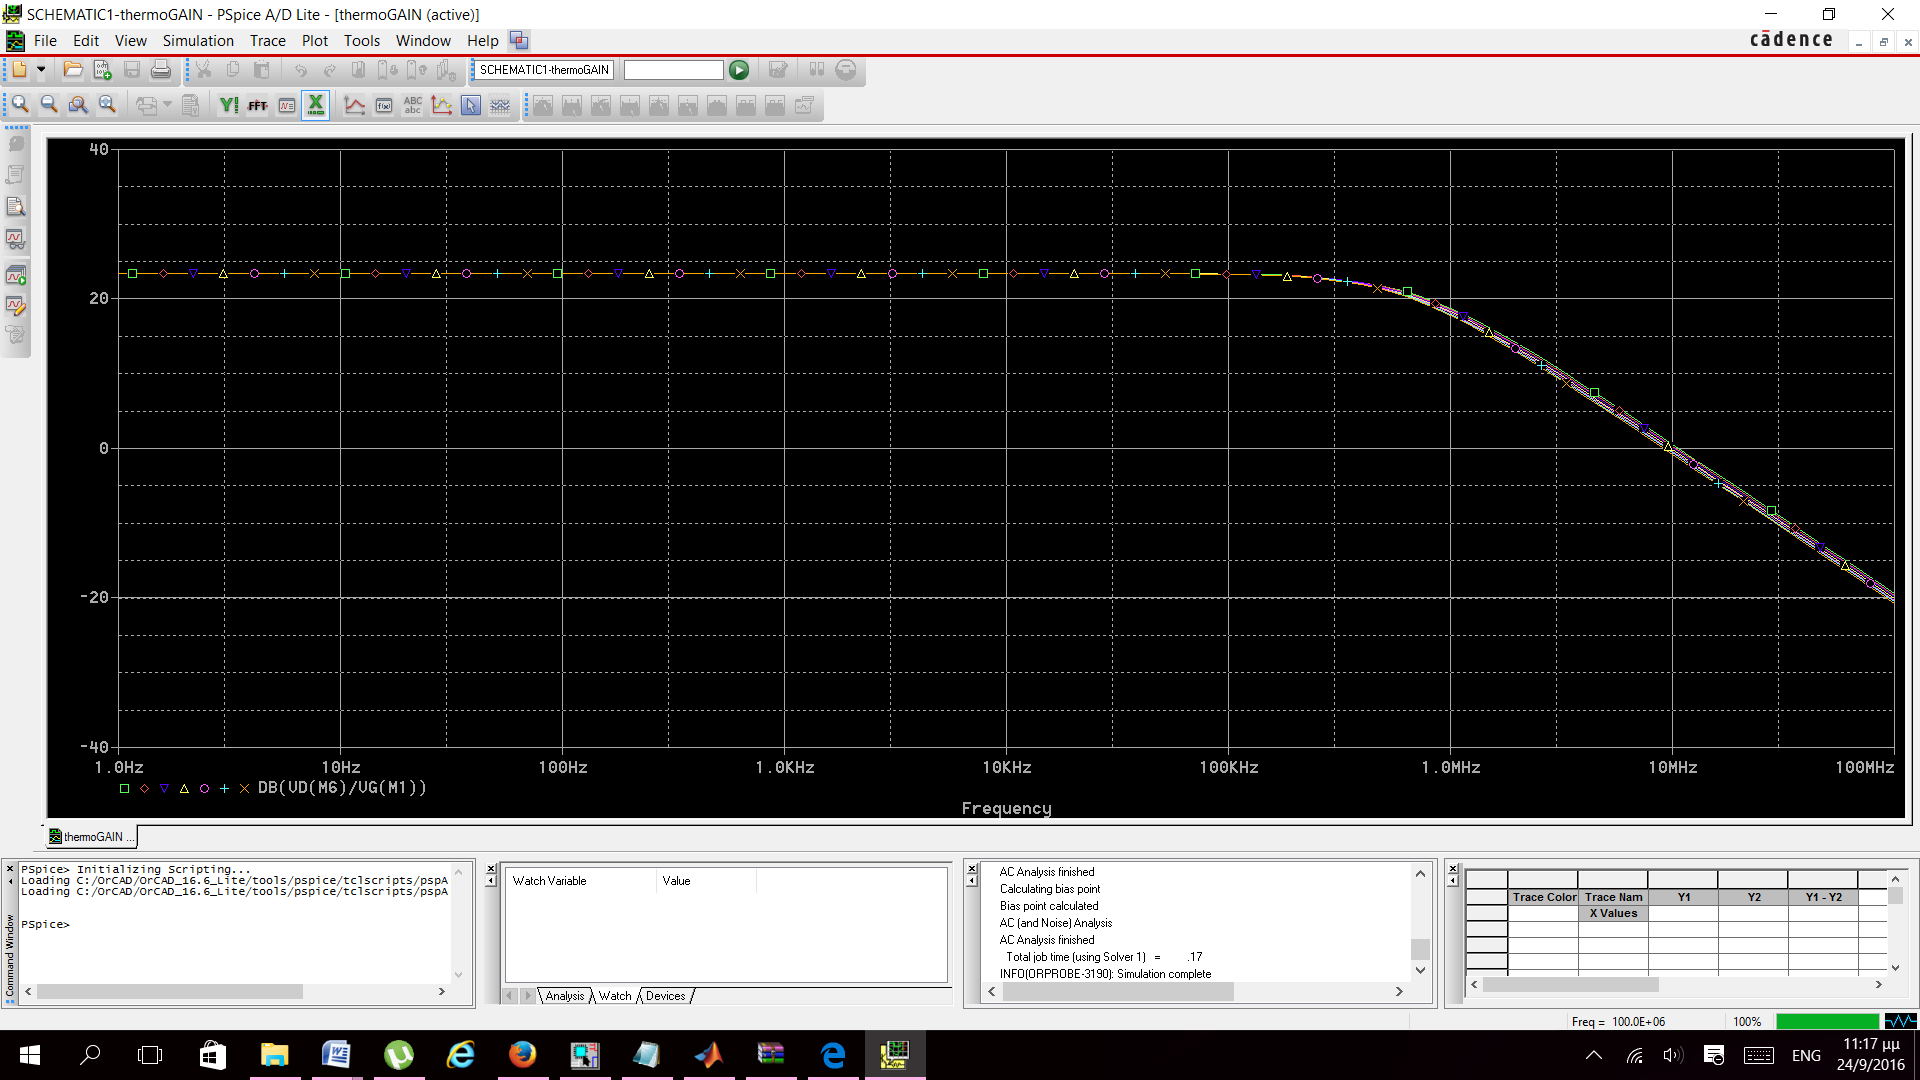 SCHEMATIC1-thermoGAIN - PSpice A/D Lite - [thermoGAIN (active)]
File Edit View Simulation Trace Plot Tools Window Help
cādence
SCHEMATIC1-thermoGAIN
FFT
ABC
abc
40
20
0
-20
-40
1.0Hz 10Hz 100Hz 1.0KHz 10KHz 100KHz 1.0MHz 10MHz 100MHz
DB(VD(M6)/VG(M1))
Frequency
thermoGAIN ...
Command Window
PSpice> Initializing Scripting...
Loading C:/OrCAD/OrCAD_16.6_Lite/tools/pspice/tclscripts/pspA
Loading C:/OrCAD/OrCAD_16.6_Lite/tools/pspice/tclscripts/pspA
PSpice>
Watch Variable Value
Analysis Watch Devices
AC Analysis finished
Calculating bias point
Bias point calculated
AC (and Noise) Analysis
AC Analysis finished
Total job time (using Solver 1) = .17
INFO(ORPROBE-3190): Simulation complete
Trace Color Trace Nam Y1 Y2 Y1 - Y2
X Values
Freq = 100.0E+06 100%
ENG
11:17 μμ
24/9/2016